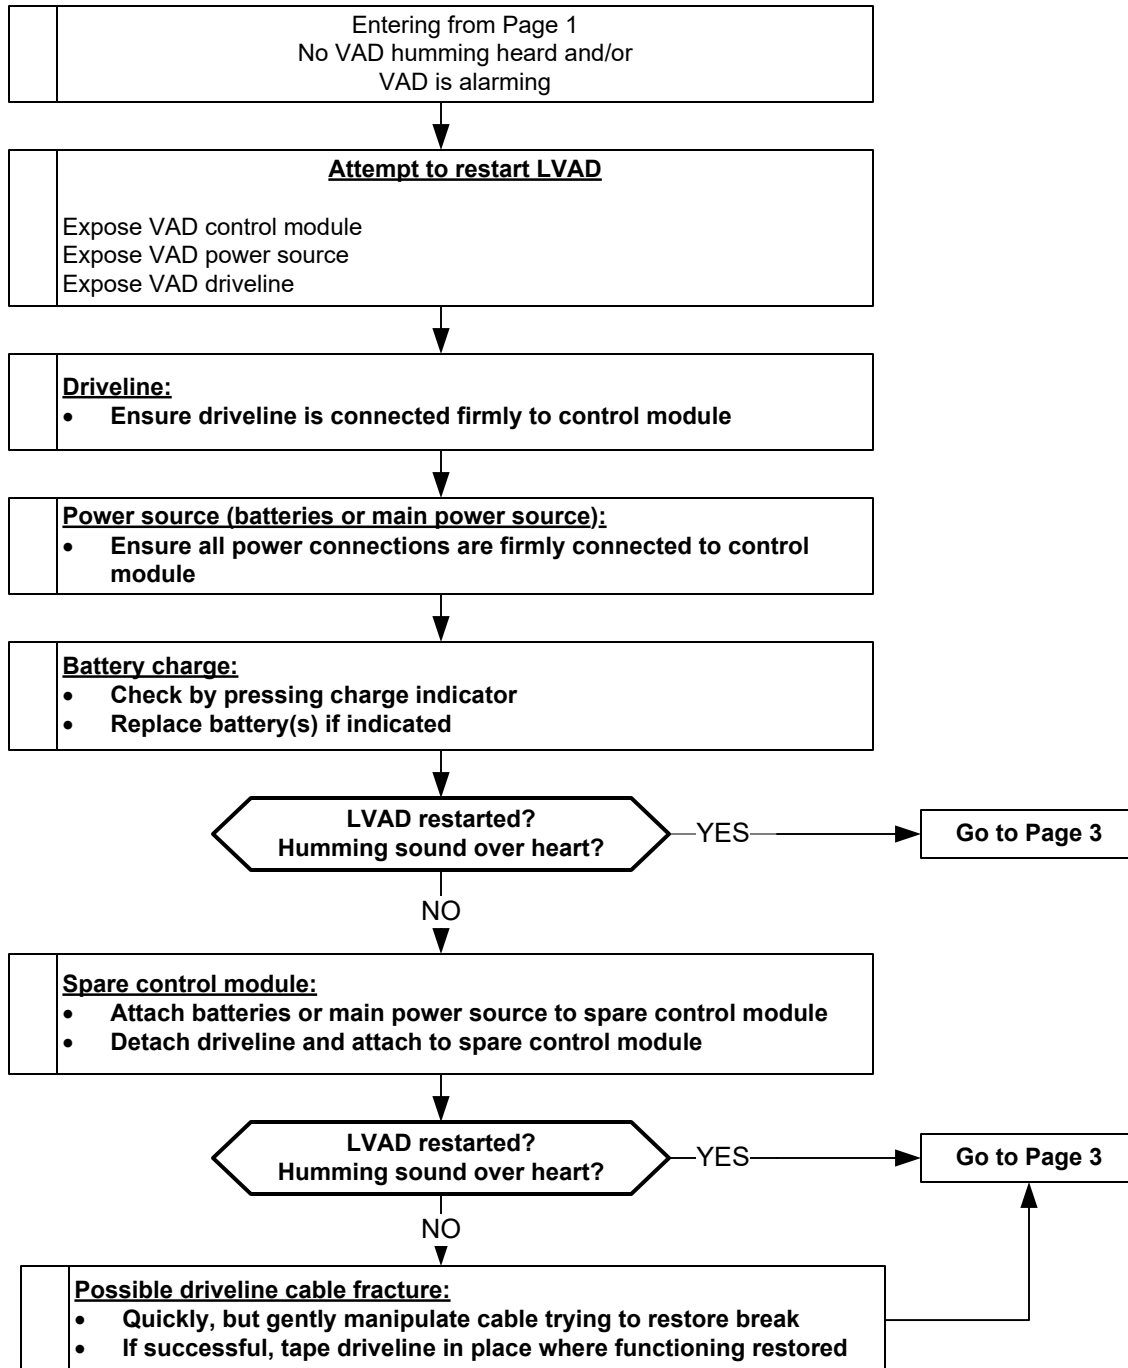 Entering from Page 1
No VAD humming heard and/or
VAD is alarming
Attempt to restart LVAD
Expose VAD control module
Expose VAD power source
Expose VAD driveline
Driveline:
• Ensure driveline is connected firmly to control module
Power source (batteries or main power source):
• Ensure all power connections are firmly connected to control
module
Battery charge:
• Check by pressing charge indicator
• Replace battery(s) if indicated
LVAD restarted?
Humming sound over heart?
YES
Go to Page 3
NO
Spare control module:
• Attach batteries or main power source to spare control module
• Detach driveline and attach to spare control module
LVAD restarted?
Humming sound over heart?
YES
Go to Page 3
NO
Possible driveline cable fracture:
• Quickly, but gently manipulate cable trying to restore break
• If successful, tape driveline in place where functioning restored